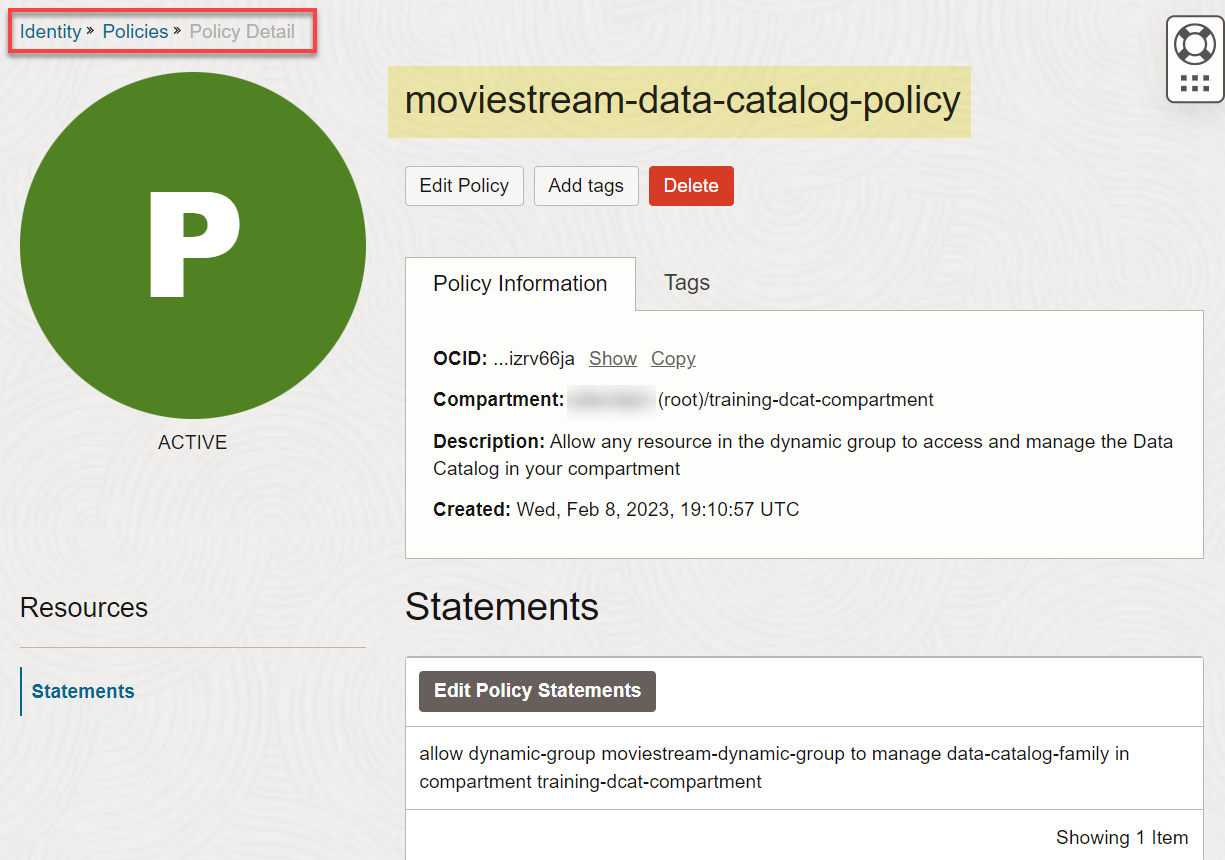 Identity » Policies » Policy Detail
P
ACTIVE
moviestream-data-catalog-policy
Edit Policy Add tags Delete
Policy Information Tags
OCID: ...izrv66ja Show Copy
Compartment: (root)/training-dcat-compartment
Description: Allow any resource in the dynamic group to access and manage the Data
Catalog in your compartment
Created: Wed, Feb 8, 2023, 19:10:57 UTC
Resources
Statements
Statements
Edit Policy Statements
allow dynamic-group moviestream-dynamic-group to manage data-catalog-family in
compartment training-dcat-compartment
Showing 1 Item